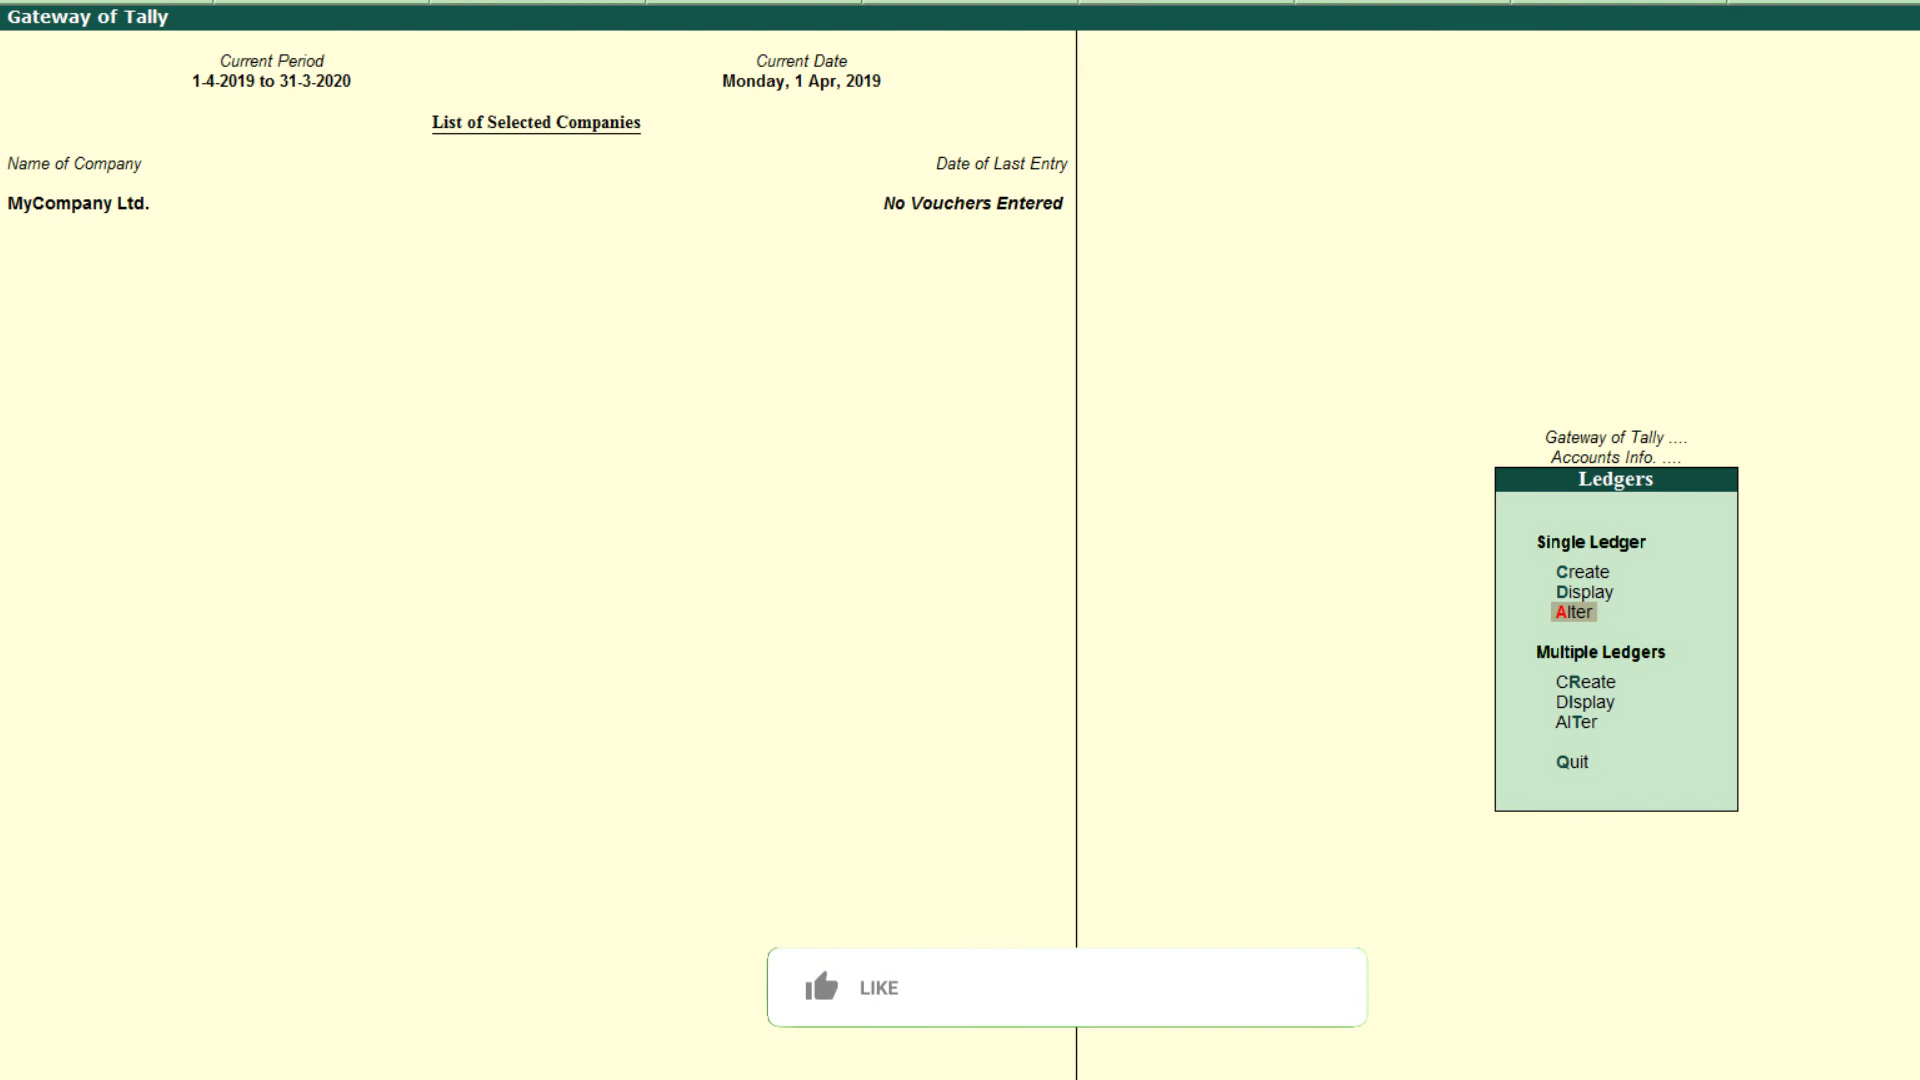 Gateway of Tally
Current Period
1-4-2019 to 31-3-2020
Current Date
Monday, 1 Apr, 2019
List of Selected Companies
Name of Company
Date of Last Entry
MyCompany Ltd.
No Vouchers Entered
Gateway of Tally ....
Accounts Info. ....
Ledgers
Single Ledger
Create
Display
Alter
Multiple Ledgers
CReate
DIsplay
AlTer
Quit
LIKE